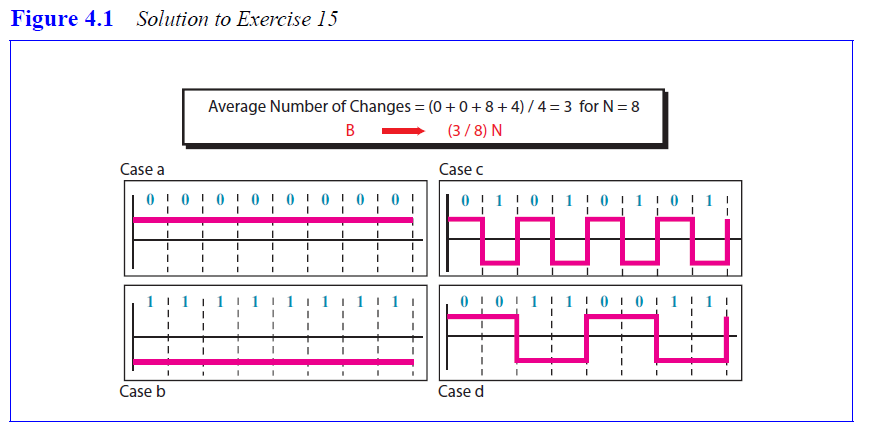 Figure 4.1 Solution to Exercise 15
Average Number of Changes = (0 + 0 + 8 + 4) / 4 = 3 for N = 8
B (3 / 8) N
Case a
0 0 0 0 0 0 0 0
Case c
0 1 0 1 0 1 0 1
1 1 1 1 1 1 1 1
Case b
0 0 1 1 0 0 1 1
Case d